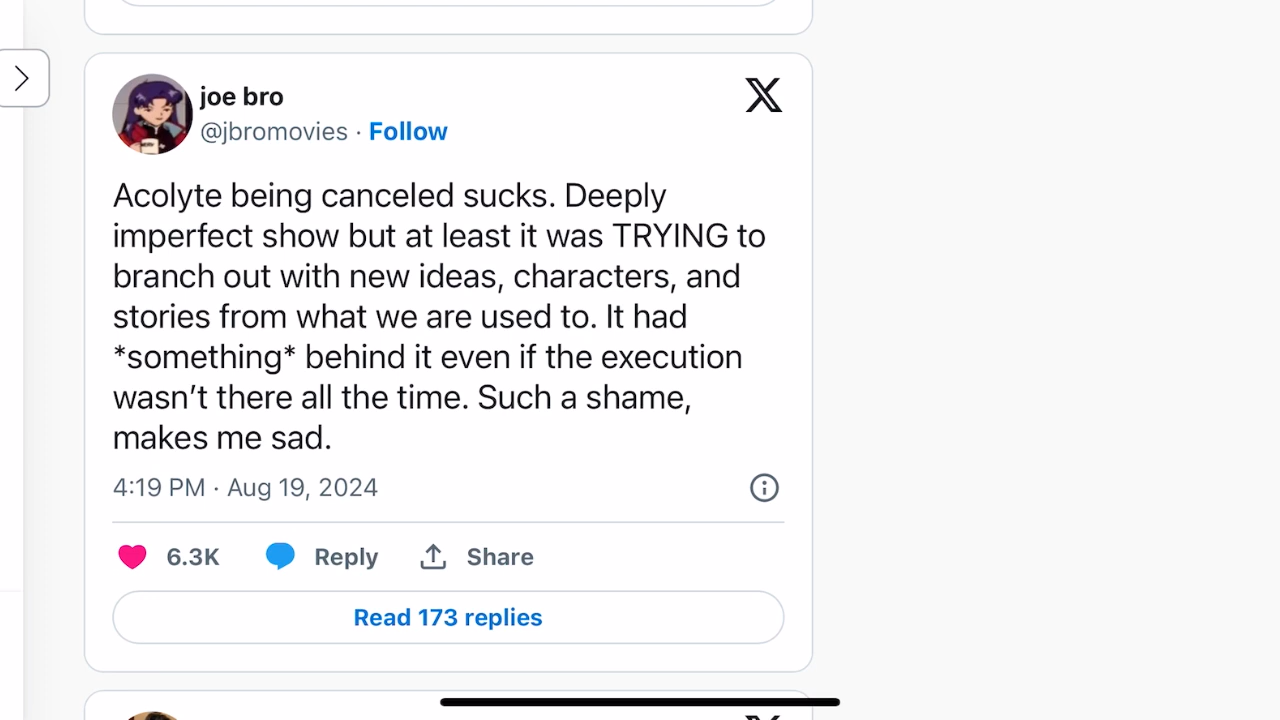 joe bro
@jbromovies · Follow
Acolyte being canceled sucks. Deeply
imperfect show but at least it was TRYING to
branch out with new ideas, characters, and
stories from what we are used to. It had
*something* behind it even if the execution
wasn’t there all the time. Such a shame,
makes me sad.
4:19 PM · Aug 19, 2024
6.3K Reply Share
Read 173 replies